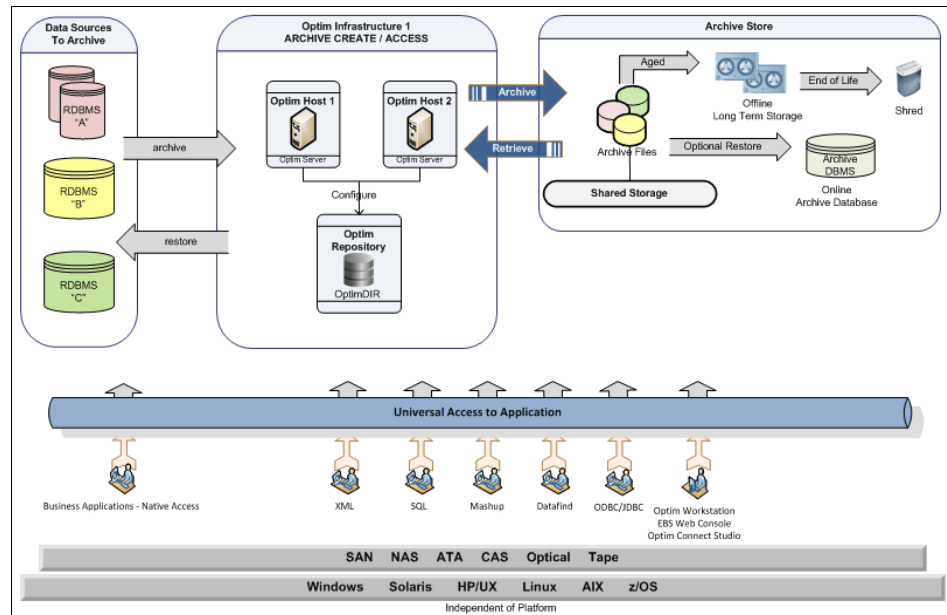 Data Sources
To Archive
RDBMS
"A"
RDBMS
"B"
RDBMS
"C"
archive
restore
Optim Infrastructure 1
ARCHIVE CREATE / ACCESS
Optim Host 1
Optim Server
Optim Host 2
Optim Server
Configure
Optim
Repository
OptimDIR
Archive
Retrieve
Archive Store
Aged
Offline
Long Term Storage
End of Life
Shred
Archive Files
Optional Restore
Archive
DBMS
Online
Archive Database
Shared Storage
Universal Access to Application
Business Applications - Native Access
XML
SQL
Mashup
Datafind
ODBC/JDBC
Optim Workstation
EBS Web Console
Optim Connect Studio
SAN NAS ATA CAS Optical Tape
Windows Solaris HP/UX Linux AIX z/OS
Independent of Platform